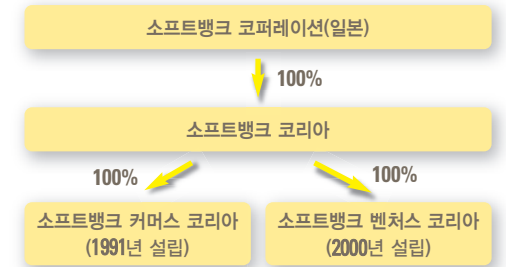 소프트뱅크 코퍼레이션(일본)
100%
소프트뱅크 코리아
100%
100%
소프트뱅크 커머스 코리아
(1991년 설립)
소프트뱅크 벤처스 코리아
(2000년 설립)